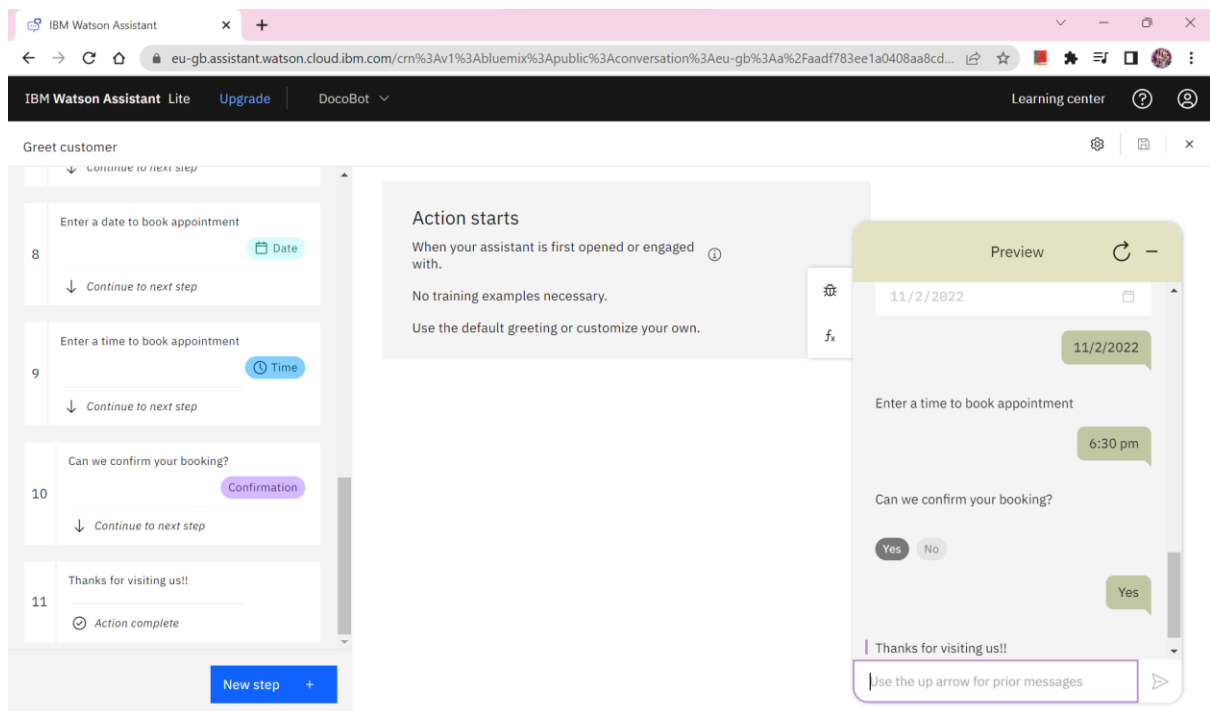 IBM Watson Assistant
eu-gb.assistant.watson.cloud.ibm.com/crn%3Av1%3Abluemix%3Apublic%3Aconversation%3Aeu-gb%3Aa%2Faadf783ee1a0408aa8cd...
IBM Watson Assistant Lite Upgrade DocoBot Learning center
Greet customer
Continue to next step
8
Enter a date to book appointment
Date
Continue to next step
9
Enter a time to book appointment
Time
Continue to next step
10
Can we confirm your booking?
Confirmation
Continue to next step
11
Thanks for visiting us!!
Action complete
New step +
Action starts
When your assistant is first opened or engaged
with.
No training examples necessary.
Use the default greeting or customize your own.
fx
Preview
11/2/2022
11/2/2022
Enter a time to book appointment
6:30 pm
Can we confirm your booking?
Yes No
Yes
Thanks for visiting us!!
Use the up arrow for prior messages